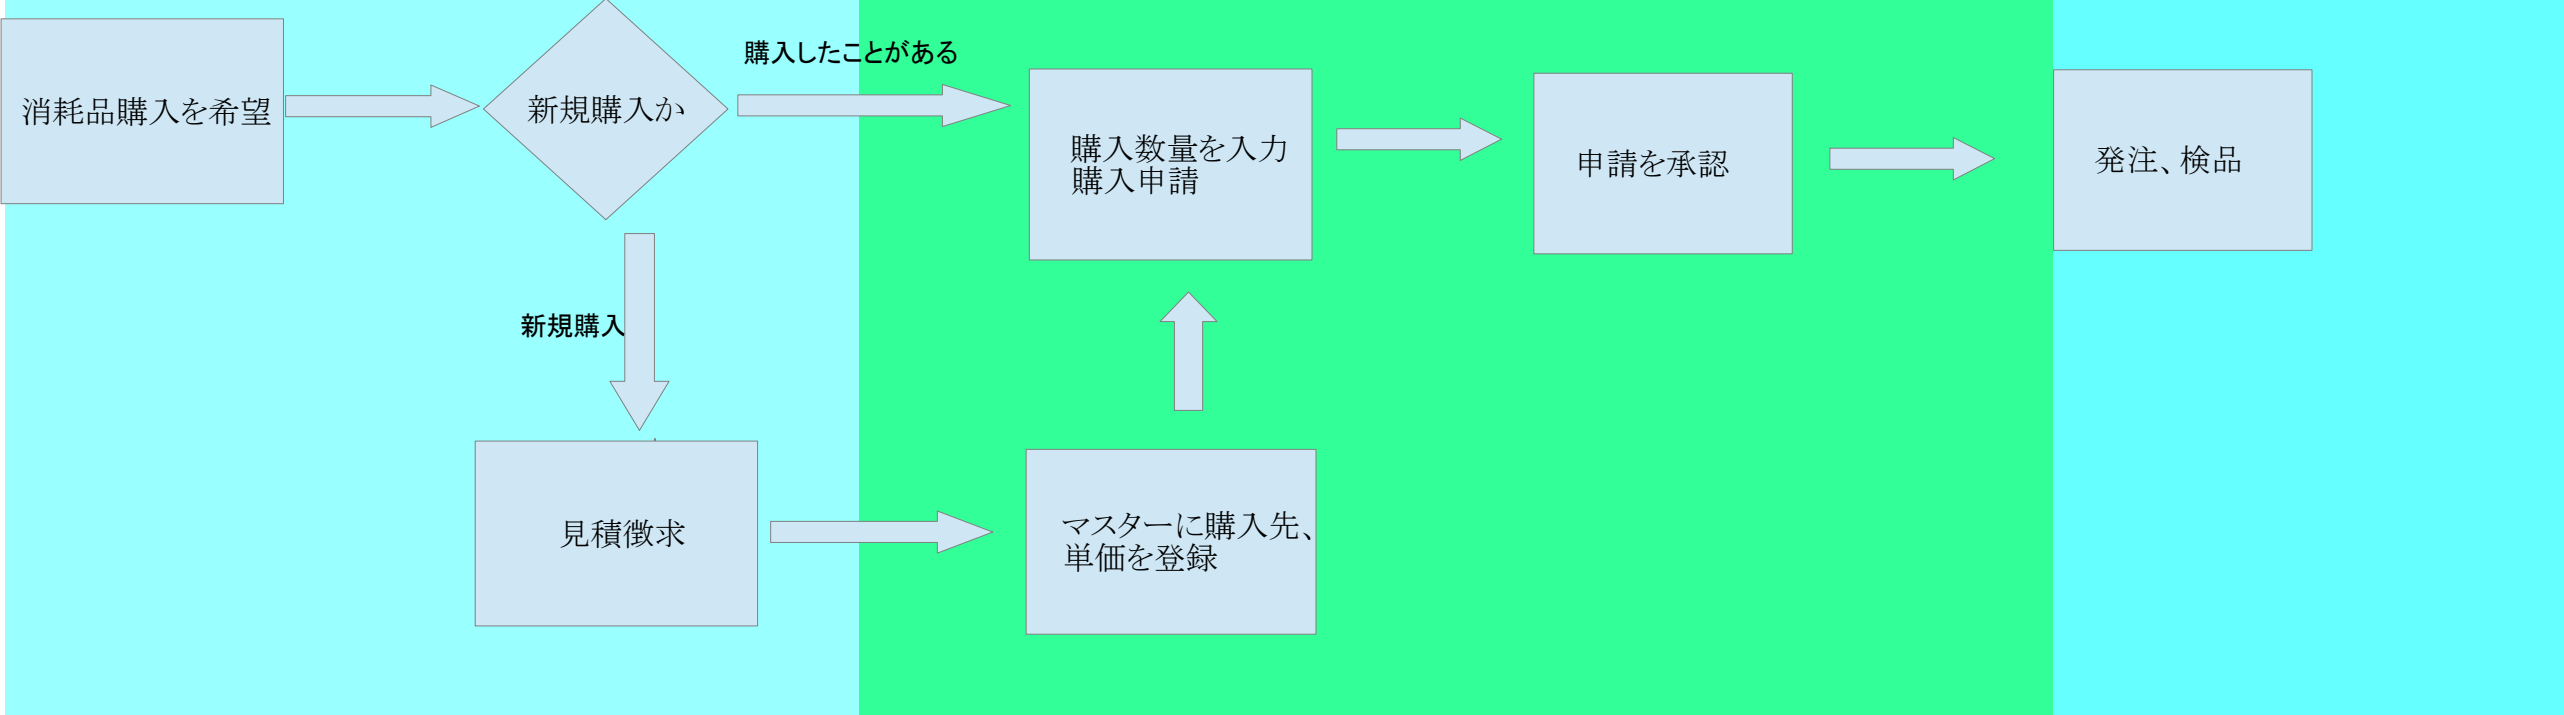 消耗品購入を希望
新規購入か
購入したことがある
購入数量を入力
購入申請
申請を承認
発注、検品
新規購入
見積徴求
マスターに購入先、
単価を登録